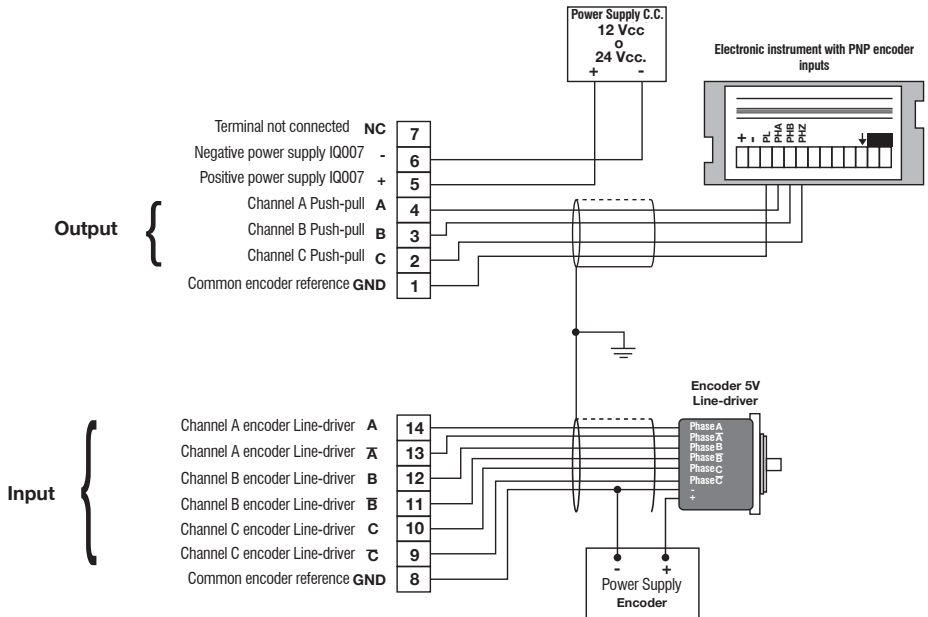 Power Supply C.C.
12 Vcc
o
24 Vcc.
+ -
Electronic instrument with PNP encoder
inputs
+ - PL PHA PHB PHZ
Terminal not connected NC 7
Negative power supply IQ007 - 6
Positive power supply IQ007 + 5
Output
Channel A Push-pull A 4
Channel B Push-pull B 3
Channel C Push-pull C 2
Common encoder reference GND 1
Encoder 5V
Line-driver
Input
Channel A encoder Line-driver A 14
Channel A encoder Line-driver A̅ 13
Channel B encoder Line-driver B 12
Channel B encoder Line-driver B̅ 11
Channel C encoder Line-driver C 10
Channel C encoder Line-driver C̅ 9
Common encoder reference GND 8
Phase A
Phase A̅
Phase B
Phase B̅
Phase C
Phase C̅
-
+
- +
Power Supply
Encoder